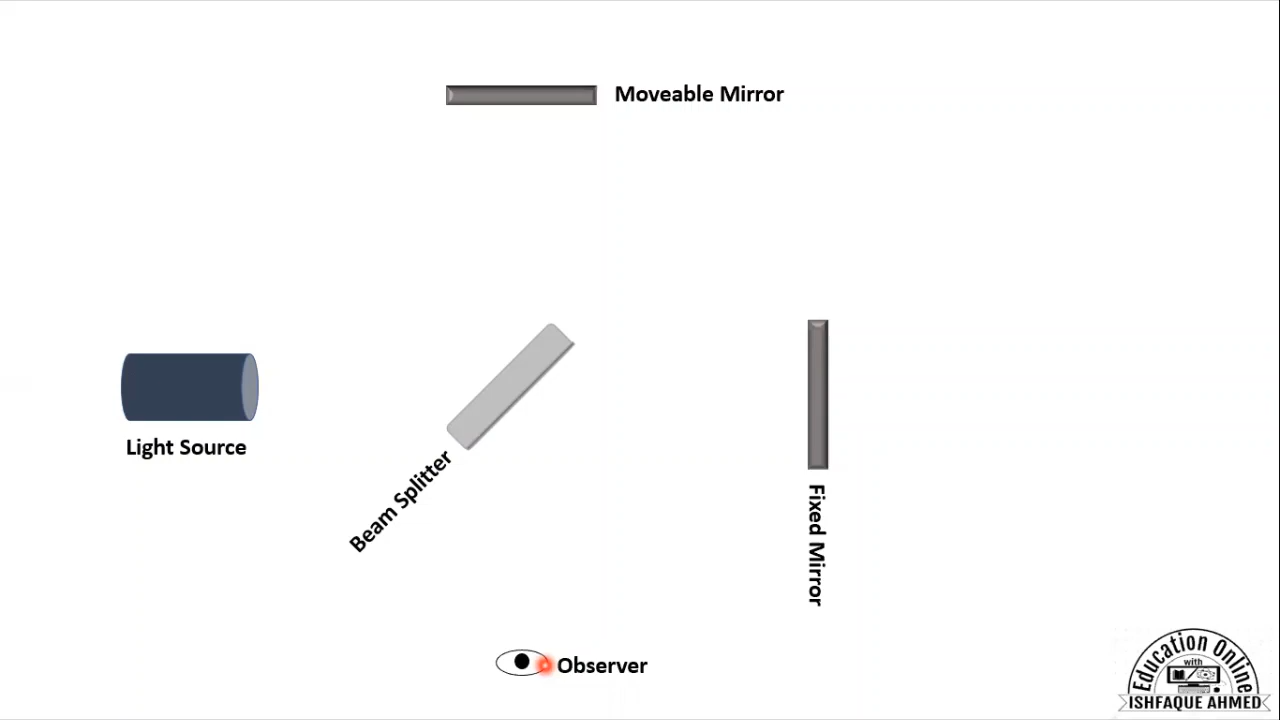 Moveable Mirror
Light Source
Beam Splitter
Fixed Mirror
Observer
Education Online
with
ISHFAQUE AHMED